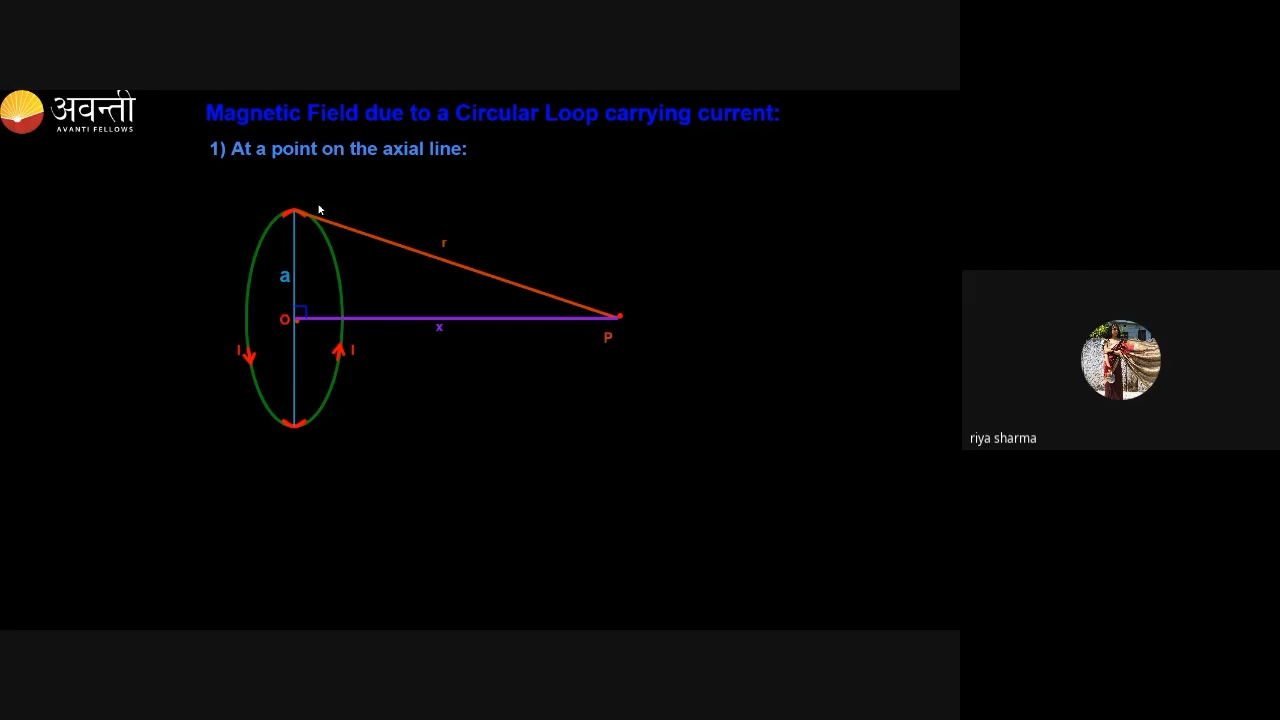 अवन्ती
AVANTI FELLOWS
Magnetic Field due to a Circular Loop carrying current:
1) At a point on the axial line:
r
a
O
x
P
I
I
riya sharma